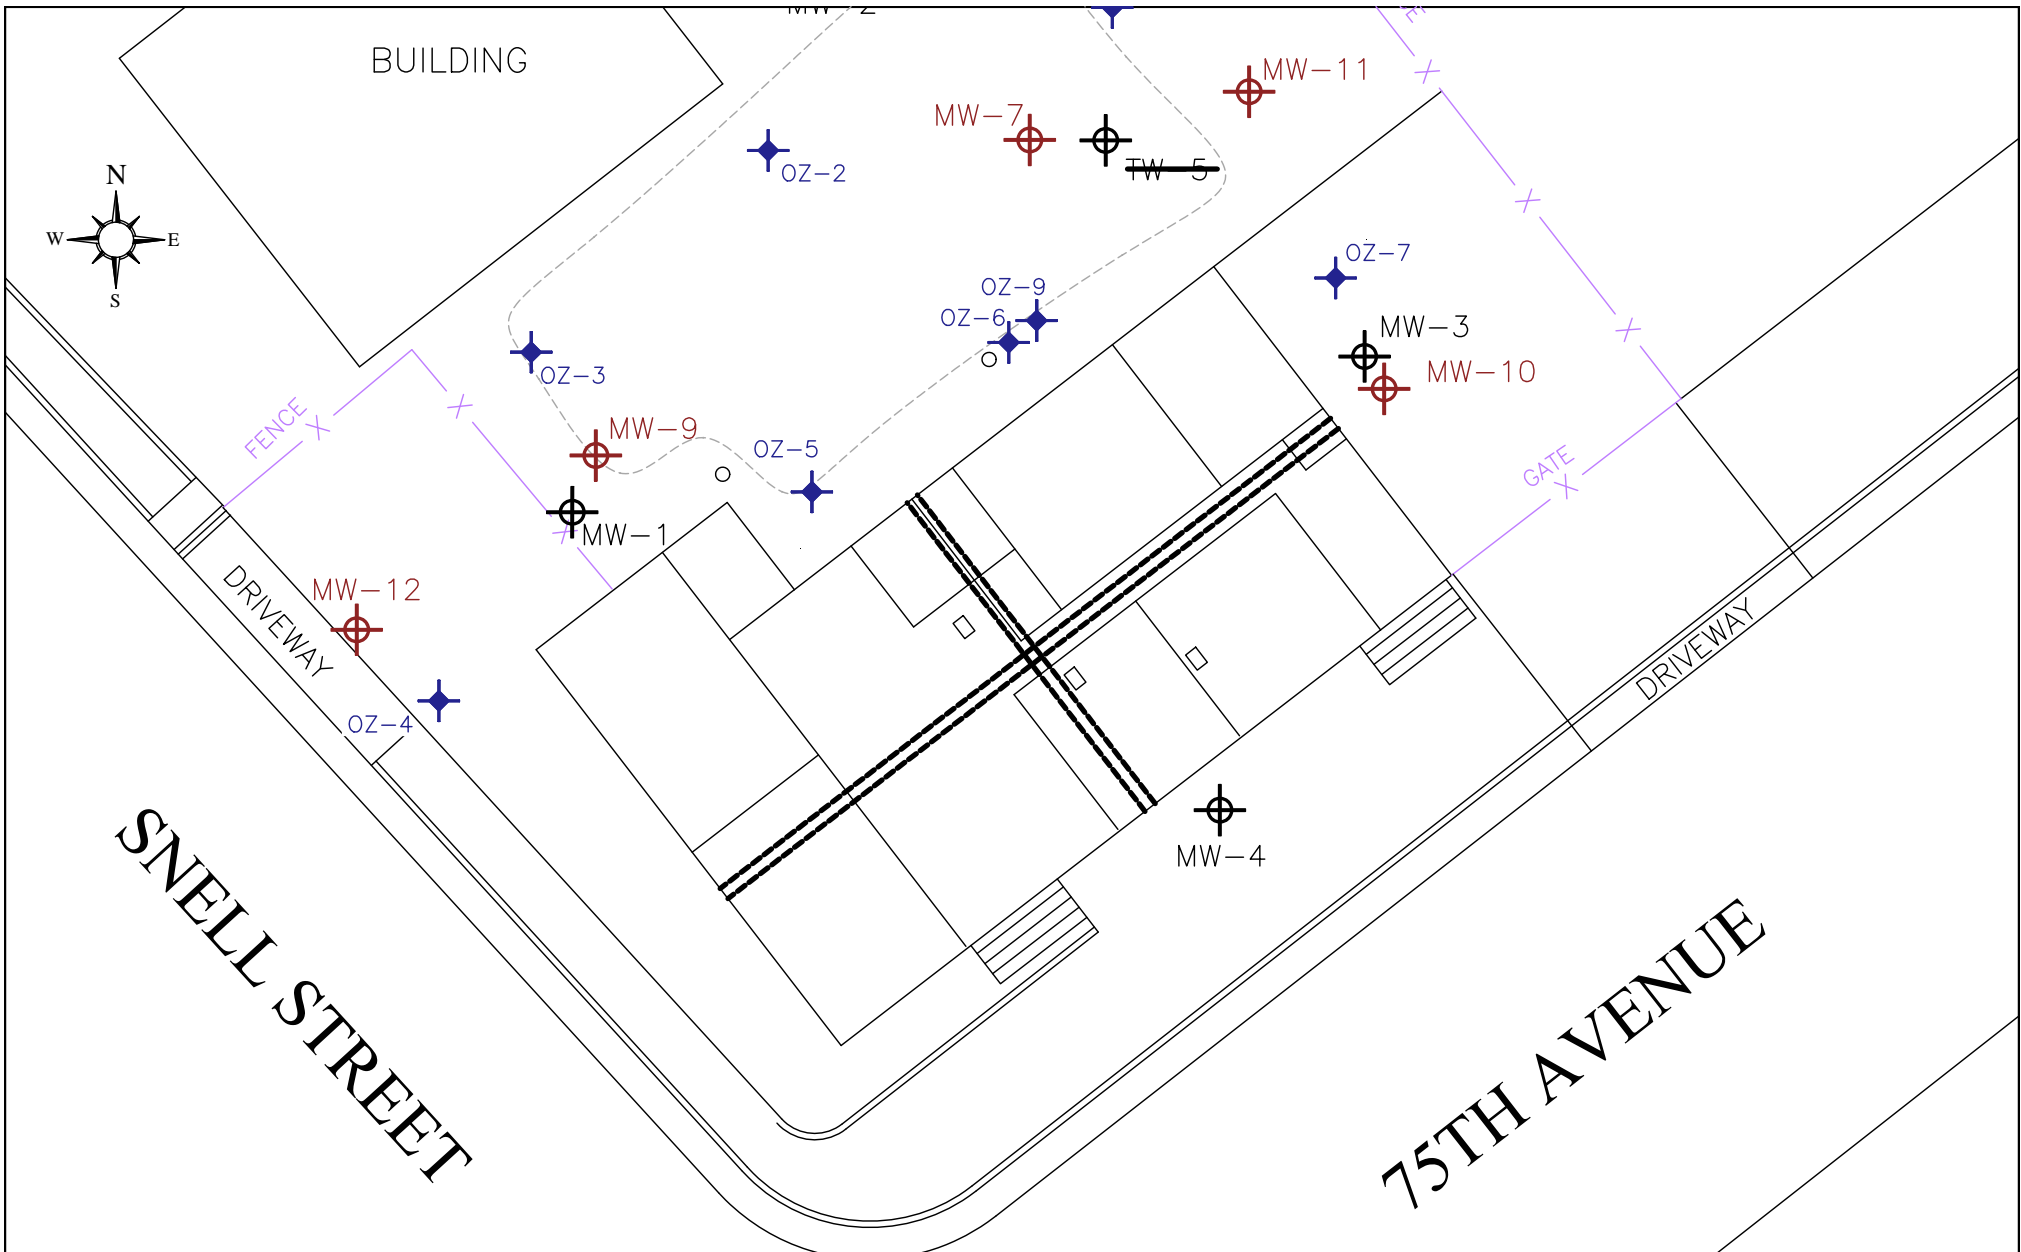 MW-2
BUILDING
MW-11
MW-7
TW-5
OZ-2
N
W
E
S
OZ-7
OZ-9
OZ-6
MW-3
MW-10
OZ-3
FENCE
X
X
X
X
X
X
X
X
MW-9
OZ-5
GATE
MW-1
DRIVEWAY
MW-12
DRIVEWAY
OZ-4
MW-4
SNELL STREET
75TH AVENUE